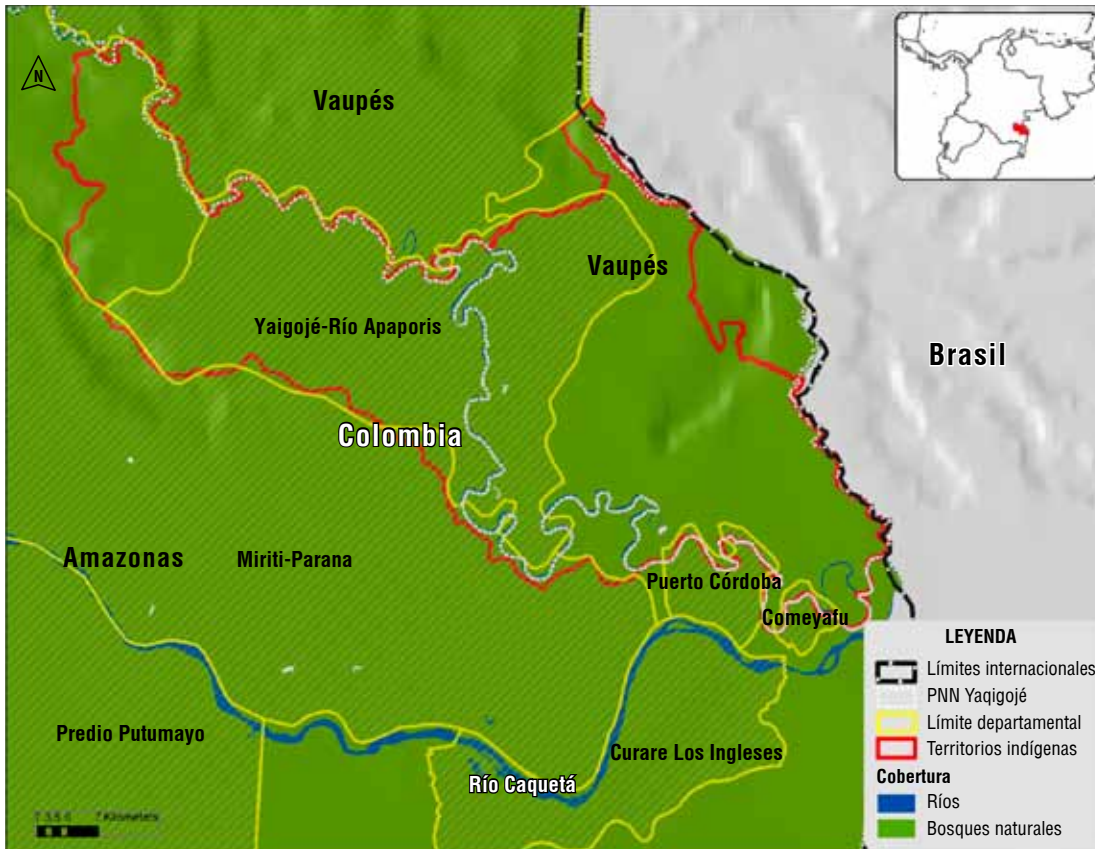 N
Vaupés
Vaupés
Yaigojé-Río Apaporis
Brasil
Colombia
Amazonas
Miriti-Parana
Puerto Córdoba
Comeyafu
Predio Putumayo
Curare Los Ingleses
Río Caquetá
LEYENDA
Límites internacionales
PNN Yaqigojé
Límite departamental
Territorios indígenas
Cobertura
Ríos
Bosques naturales